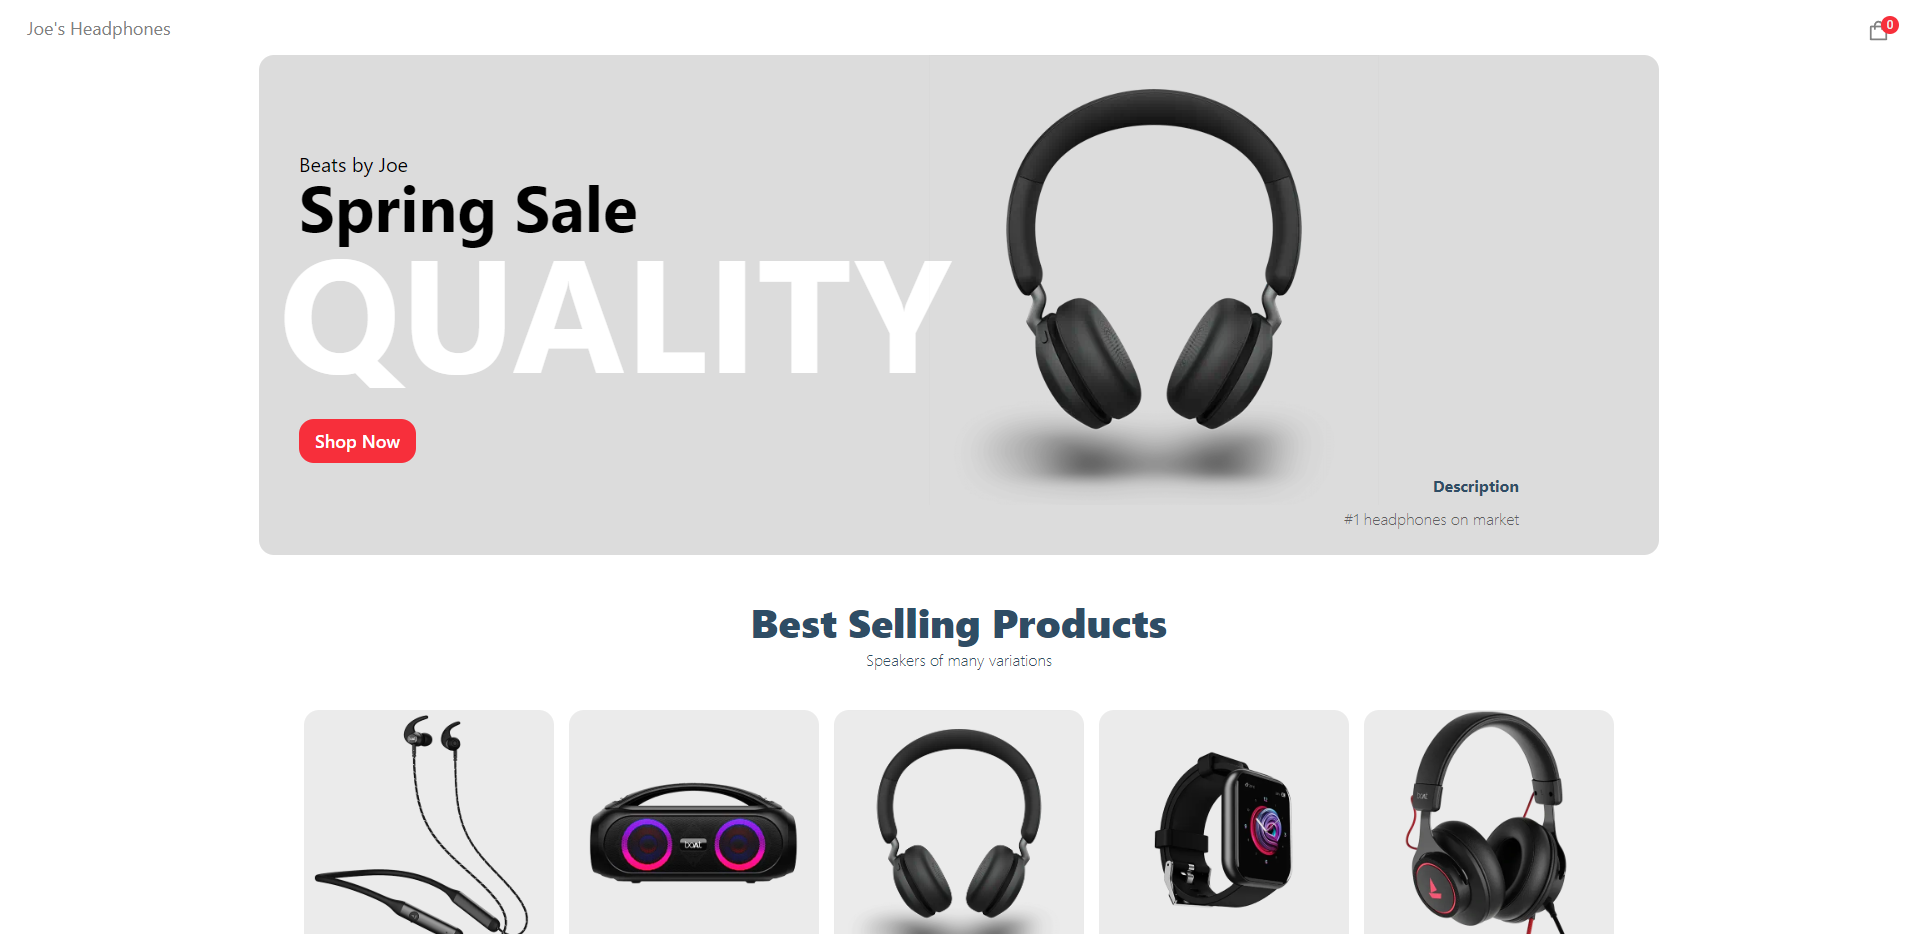 Joe's Headphones
0
Beats by Joe
Spring Sale
QUALITY
Shop Now
Description
#1 headphones on market
Best Selling Products
Speakers of many variations
boAt